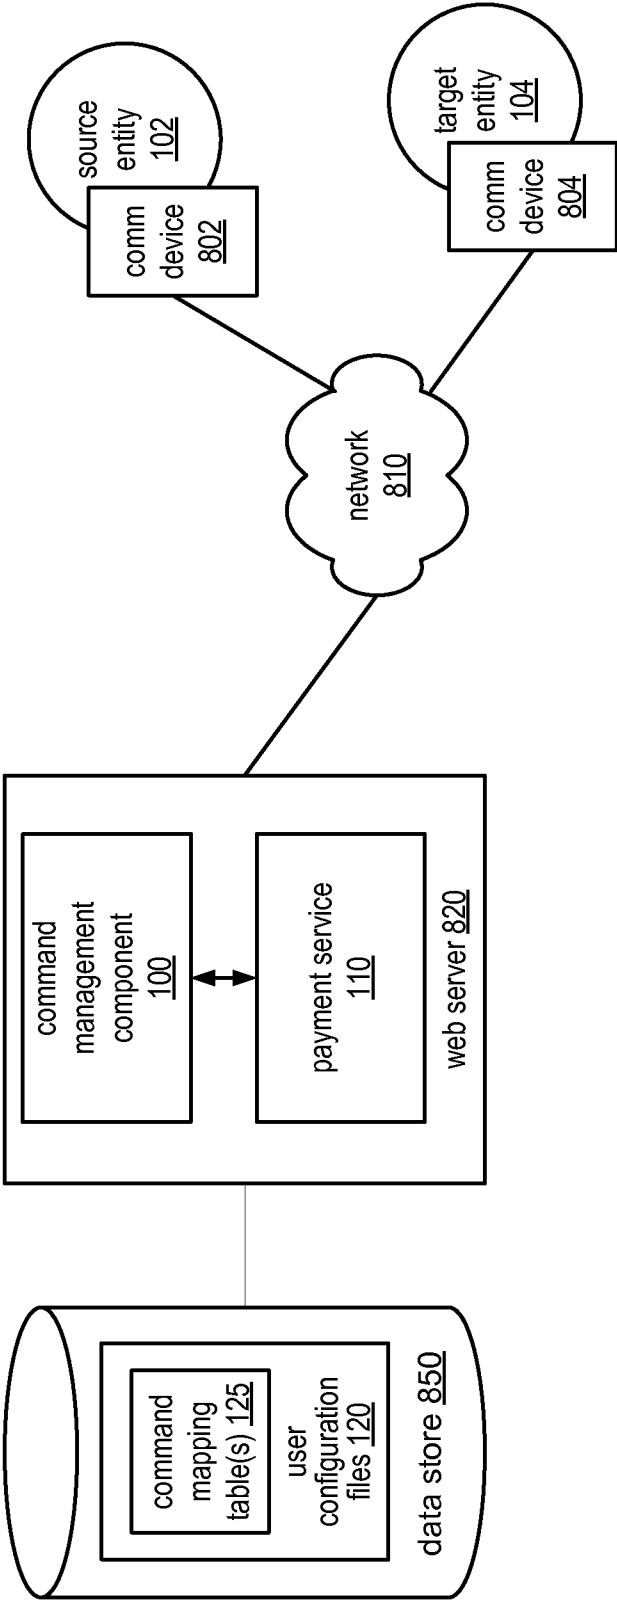 source
entity
102
comm
device
802
target
entity
104
comm
device
804
network
810
command
management
component
100
payment service
110
web server 820
command
mapping
table(s) 125
user
configuration
files 120
data store 850